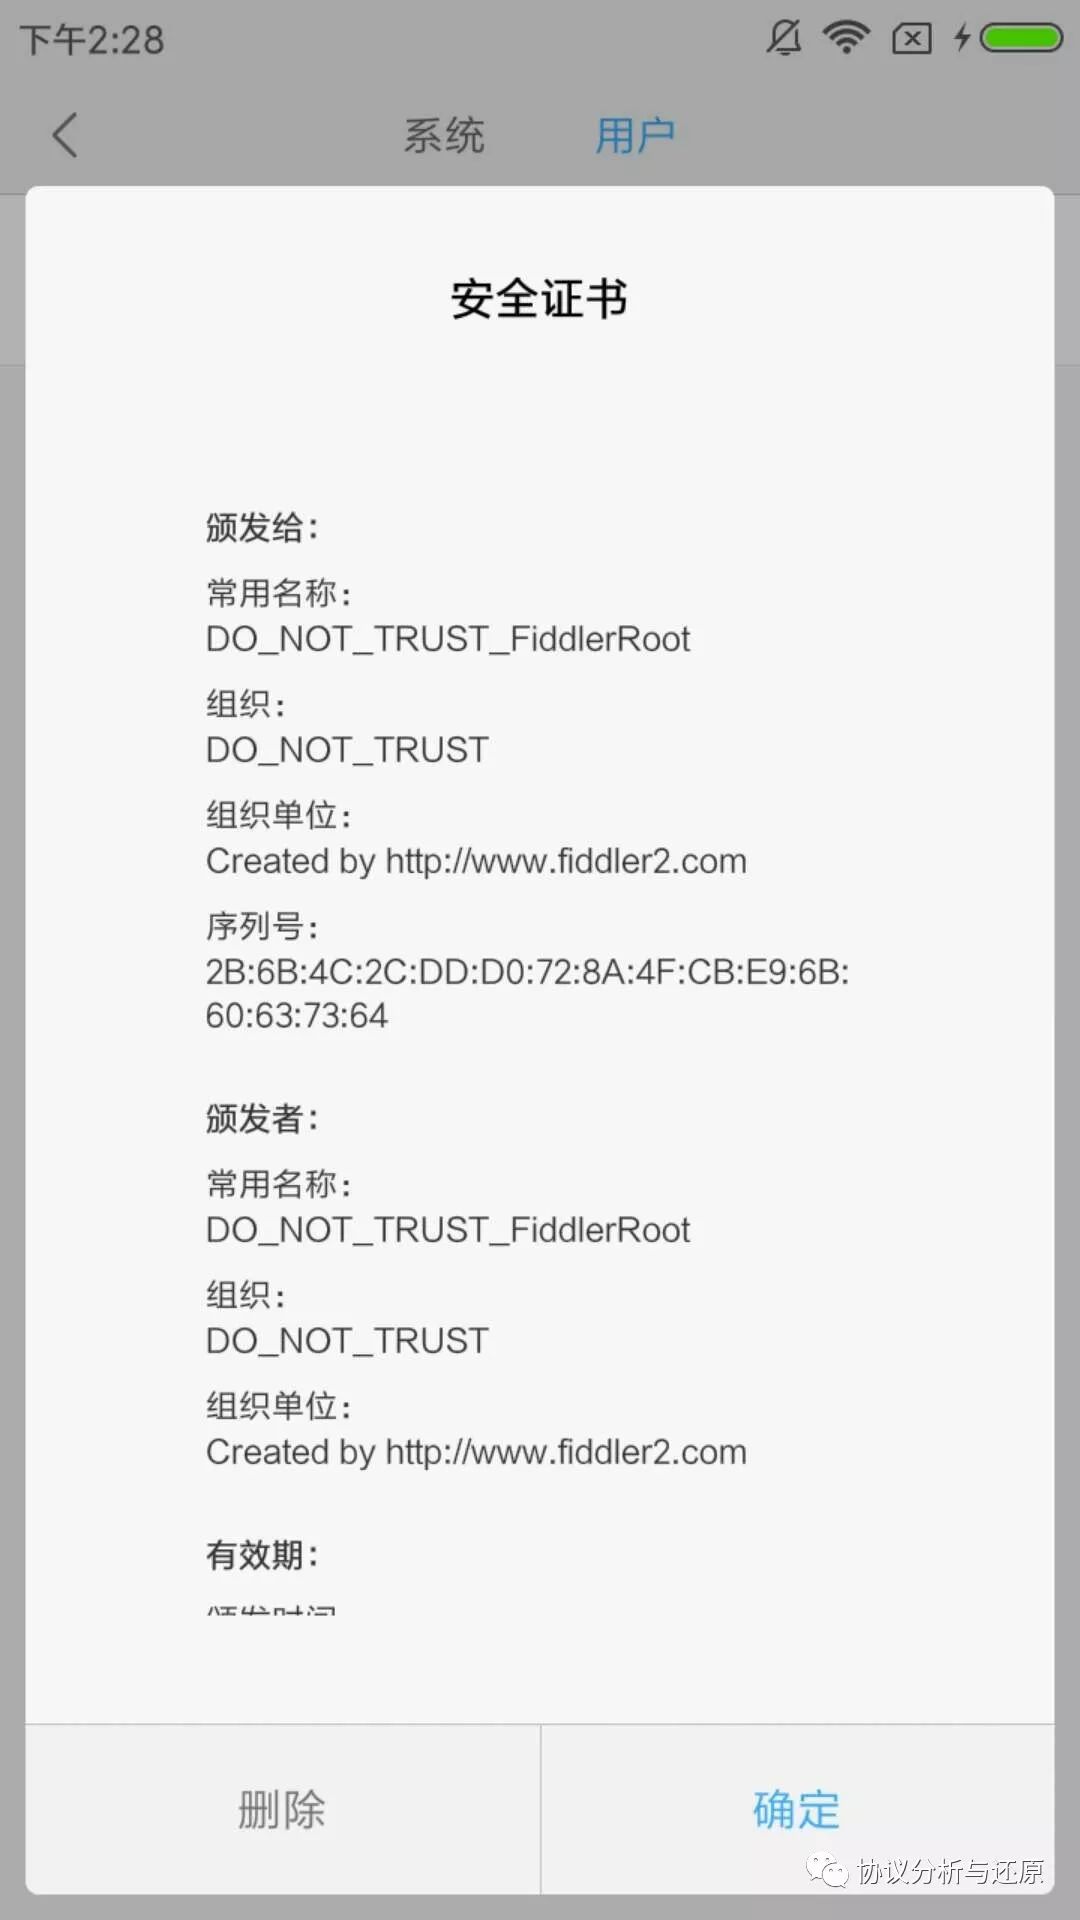 下午2:28
系统 用户
安全证书
颁发给：
常用名称：
DO_NOT_TRUST_FiddlerRoot
组织：
DO_NOT_TRUST
组织单位：
Created by http://www.fiddler2.com
序列号：
2B:6B:4C:2C:DD:D0:72:8A:4F:CB:E9:6B:
60:63:73:64
颁发者：
常用名称：
DO_NOT_TRUST_FiddlerRoot
组织：
DO_NOT_TRUST
组织单位：
Created by http://www.fiddler2.com
有效期：
删除 确定
协议分析与还原